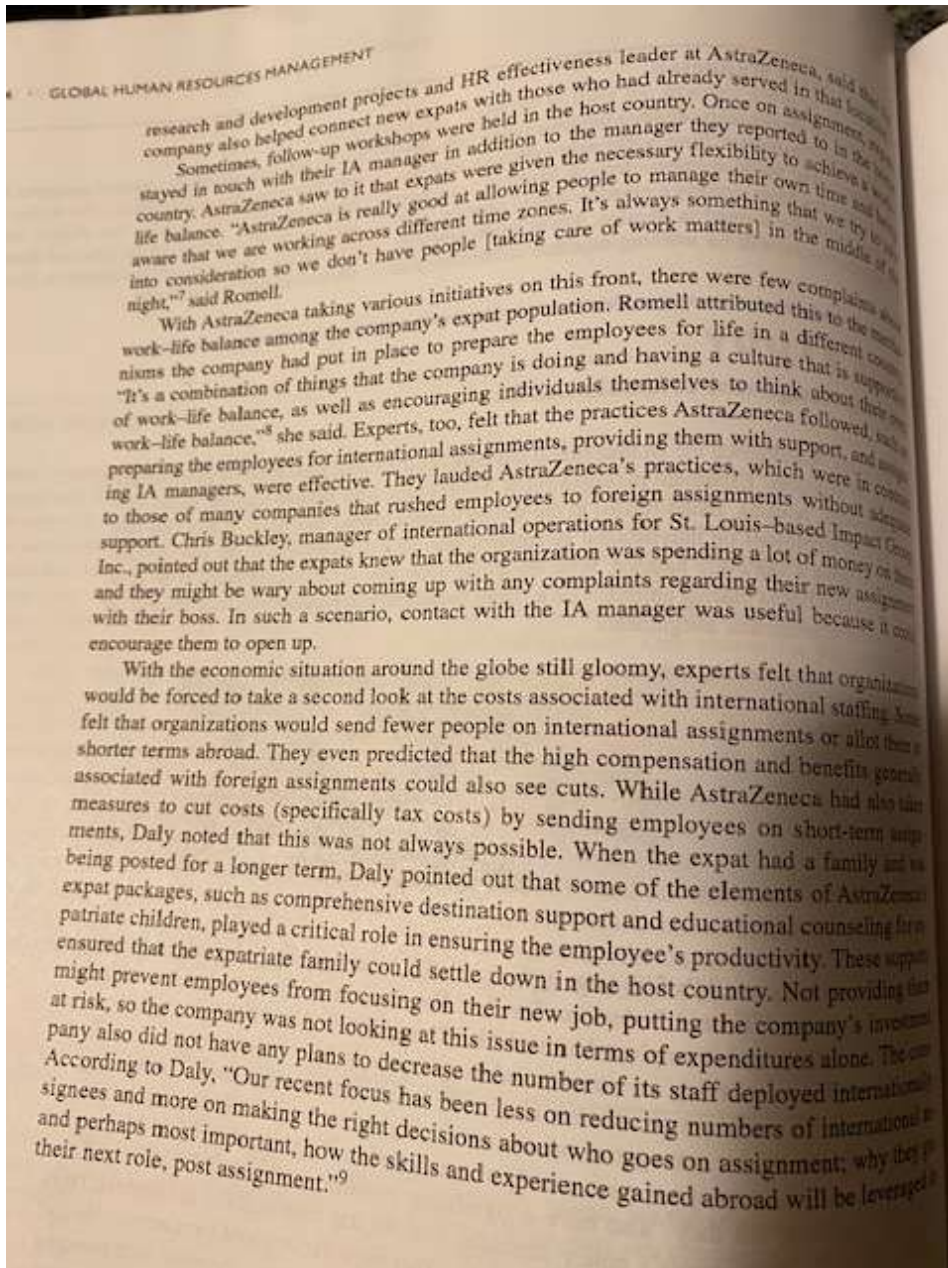 GLOBAL HUMAN RESOURCES MANAGEMENT
research and development projects and HR effectiveness leader at AstraZeneca, said
company also helped connect new expats with those who had already served in that
Sometimes, follow-up workshops were held in the host country. Once on assignment,
stayed in touch with their IA manager in addition to the manager they reported to in the
country. AstraZeneca saw to it that expats were given the necessary flexibility to achieve a
life balance. “AstraZeneca is really good at allowing people to manage their own time and
aware that we are working across different time zones. It’s always something that we try to
into consideration so we don’t have people [taking care of work matters] in the middle of
night,”7 said Romell.
With AstraZeneca taking various initiatives on this front, there were few complaints
work–life balance among the company’s expat population. Romell attributed this to the
nisms the company had put in place to prepare the employees for life in a different
“It’s a combination of things that the company is doing and having a culture that is
of work–life balance, as well as encouraging individuals themselves to think about their
work–life balance,”8 she said. Experts, too, felt that the practices AstraZeneca followed,
preparing the employees for international assignments, providing them with support, and
ing IA managers, were effective. They lauded AstraZeneca’s practices, which were in
to those of many companies that rushed employees to foreign assignments without
support. Chris Buckley, manager of international operations for St. Louis–based Impact
Inc., pointed out that the expats knew that the organization was spending a lot of money on
and they might be wary about coming up with any complaints regarding their new
with their boss. In such a scenario, contact with the IA manager was useful because it
encourage them to open up.
With the economic situation around the globe still gloomy, experts felt that
would be forced to take a second look at the costs associated with international staffing.
felt that organizations would send fewer people on international assignments or allot
shorter terms abroad. They even predicted that the high compensation and benefits
associated with foreign assignments could also see cuts. While AstraZeneca had also
measures to cut costs (specifically tax costs) by sending employees on short-term
ments, Daly noted that this was not always possible. When the expat had a family and
being posted for a longer term, Daly pointed out that some of the elements of
expat packages, such as comprehensive destination support and educational counseling
patriate children, played a critical role in ensuring the employee’s productivity. These
ensured that the expatriate family could settle down in the host country. Not providing
might prevent employees from focusing on their new job, putting the company’s
at risk, so the company was not looking at this issue in terms of expenditures alone. The
pany also did not have any plans to decrease the number of its staff deployed
According to Daly, “Our recent focus has been less on reducing numbers of international
signees and more on making the right decisions about who goes on assignment; why they
and perhaps most important, how the skills and experience gained abroad will be leveraged
their next role, post assignment.”9